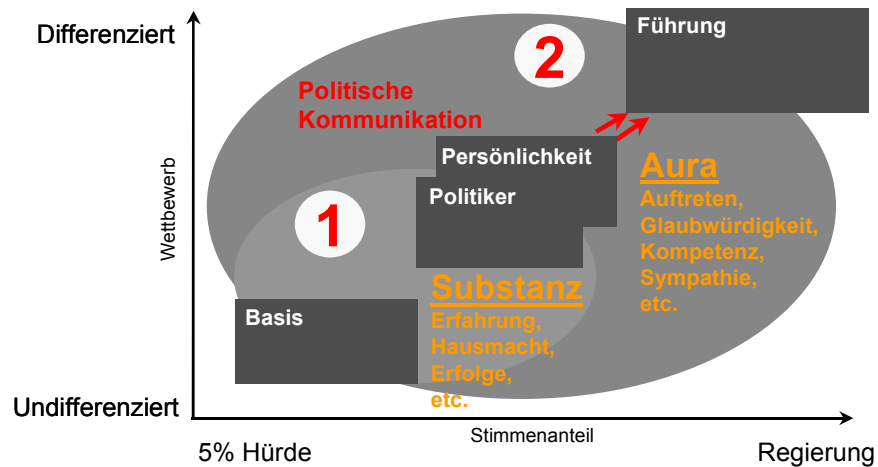 Differenziert
Führung
2
Politische
Kommunikation
Persönlichkeit
Aura
Auftreten,
Glaubwürdigkeit,
Kompetenz,
Sympathie,
etc.
Politiker
1
Wettbewerb
Substanz
Erfahrung,
Hausmacht,
Erfolge,
etc.
Basis
Undifferenziert
Stimmenanteil
5% Hürde
Regierung